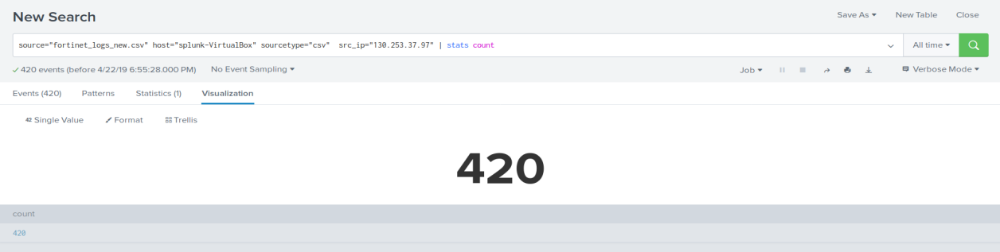 New Search
Save As New Table Close
source="fortinet_logs_new.csv" host="splunk-VirtualBox" sourcetype="csv"  src_ip="130.253.37.97" | stats count
All time
420 events (before 4/22/19 6:55:28.000 PM) No Event Sampling
Job Verbose Mode
Events (420) Patterns Statistics (1) Visualization
42 Single Value Format Trellis
420
count
420